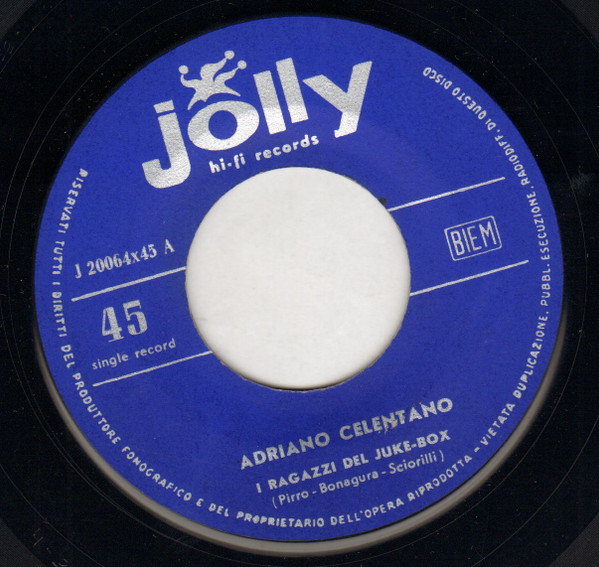 jolly
hi-fi records
J 20064x45 A
BIEM
45
single record
ADRIANO CELENTANO
I RAGAZZI DEL JUKE-BOX
(Pirro - Bonagura - Sciorilli)
RISERVATI TUTTI I DIRITTI DEL PRODUTTORE FONOGRAFICO E DEL PROPRIETARIO DELL'OPERA RIPRODOTTA - VIETATA DUPLICAZIONE, PUBBL. ESECUZIONE, RADIODIFF. DI QUESTO DISCO